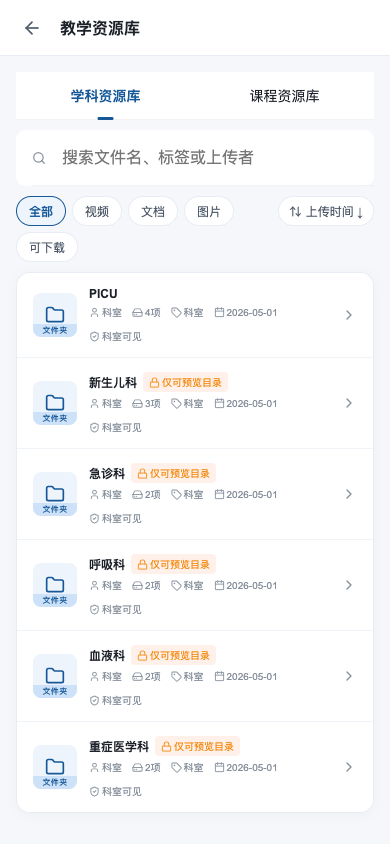 教学资源库
学科资源库 课程资源库
搜索文件名、标签或上传者
全部 视频 文档 图片 上传时间↓
可下载
PICU
科室 4项 科室 2026-05-01
文件夹
科室可见
新生儿科 仅可预览目录
科室 3项 科室 2026-05-01
文件夹
科室可见
急诊科 仅可预览目录
科室 2项 科室 2026-05-01
文件夹
科室可见
呼吸科 仅可预览目录
科室 2项 科室 2026-05-01
文件夹
科室可见
血液科 仅可预览目录
科室 2项 科室 2026-05-01
文件夹
科室可见
重症医学科 仅可预览目录
科室 2项 科室 2026-05-01
文件夹
科室可见